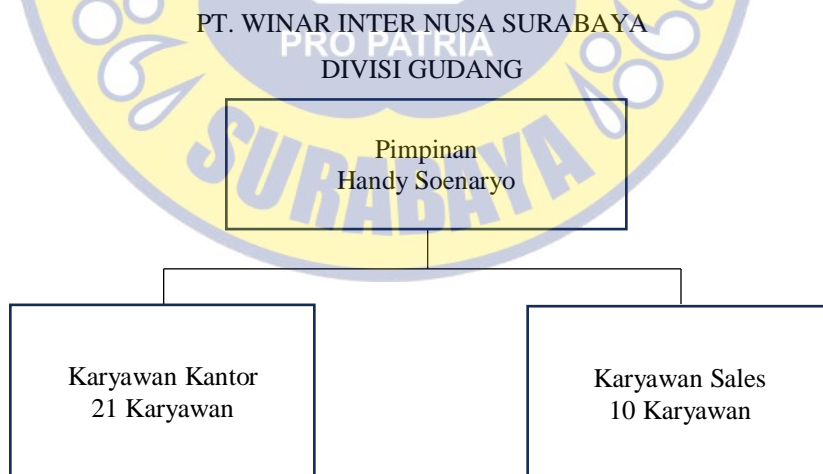 PT. WINAR INTER NUSA SURABAYA
PRO PATRIA
DIVISI GUDANG
Pimpinan
Handy Soenaryo
SURABAYA
Karyawan Kantor
21 Karyawan
Karyawan Sales
10 Karyawan